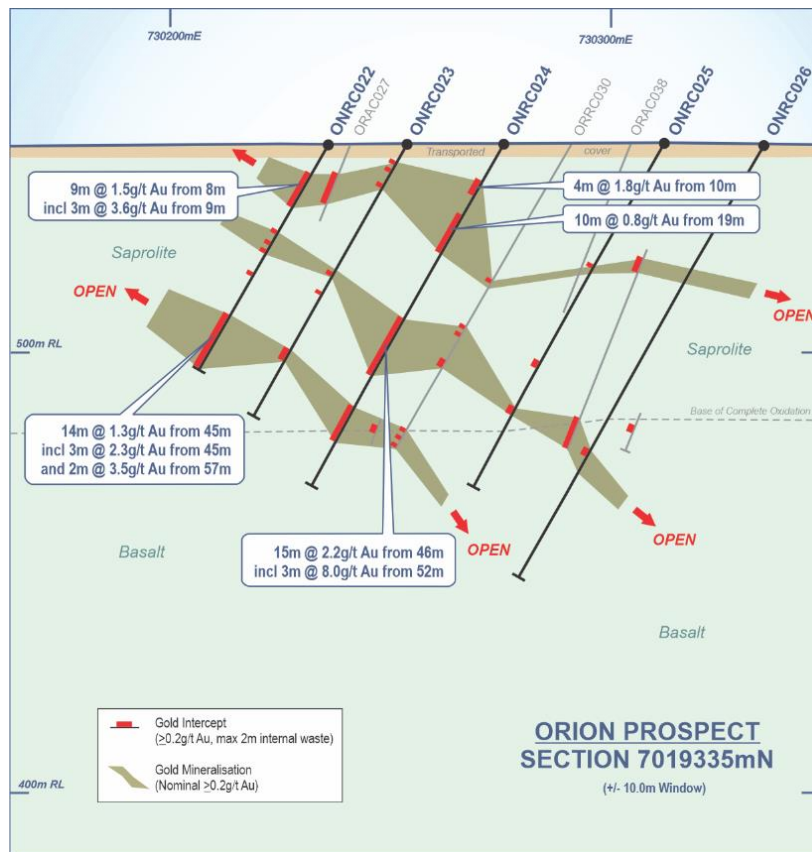 730200mE
730300mE
ONRC022
ORAC027
ONRC023
ONRC024
ORRC030
ORAC038
ONRC025
ONRC026
Transported cover
9m @ 1.5g/t Au from 8m
incl 3m @ 3.6g/t Au from 9m
4m @ 1.8g/t Au from 10m
10m @ 0.8g/t Au from 19m
Saprolite
OPEN
OPEN
500m RL
Saprolite
Base of Complete Oxidation
14m @ 1.3g/t Au from 45m
incl 3m @ 2.3g/t Au from 45m
and 2m @ 3.5g/t Au from 57m
OPEN
OPEN
Basalt
15m @ 2.2g/t Au from 46m
incl 3m @ 8.0g/t Au from 52m
Basalt
Gold Intercept
(≥0.2g/t Au, max 2m internal waste)
Gold Mineralisation
(Nominal ≥0.2g/t Au)
ORION PROSPECT
SECTION 7019335mN
(+/- 10.0m Window)
400m RL